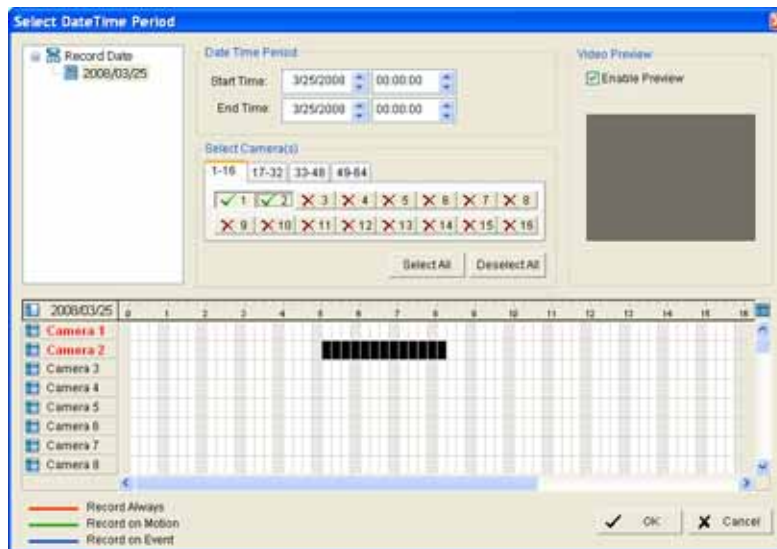 Select DateTime Period
Record Date
2008/03/25
Date Time Period
Start Time: 3/25/2008 00:00:00
End Time: 3/25/2008 00:00:00
Select Camera(s)
1-16 17-32 33-48 49-64
1 2 3 4 5 6 7 8
9 10 11 12 13 14 15 16
Select All Deselect All
Video Preview
Enable Preview
2008/03/25 0 1 2 3 4 5 6 7 8 9 10 11 12 13 14 15 16
Camera 1
Camera 2
Camera 3
Camera 4
Camera 5
Camera 6
Camera 7
Camera 8
Record Always
Record on Motion
Record on Event
OK Cancel